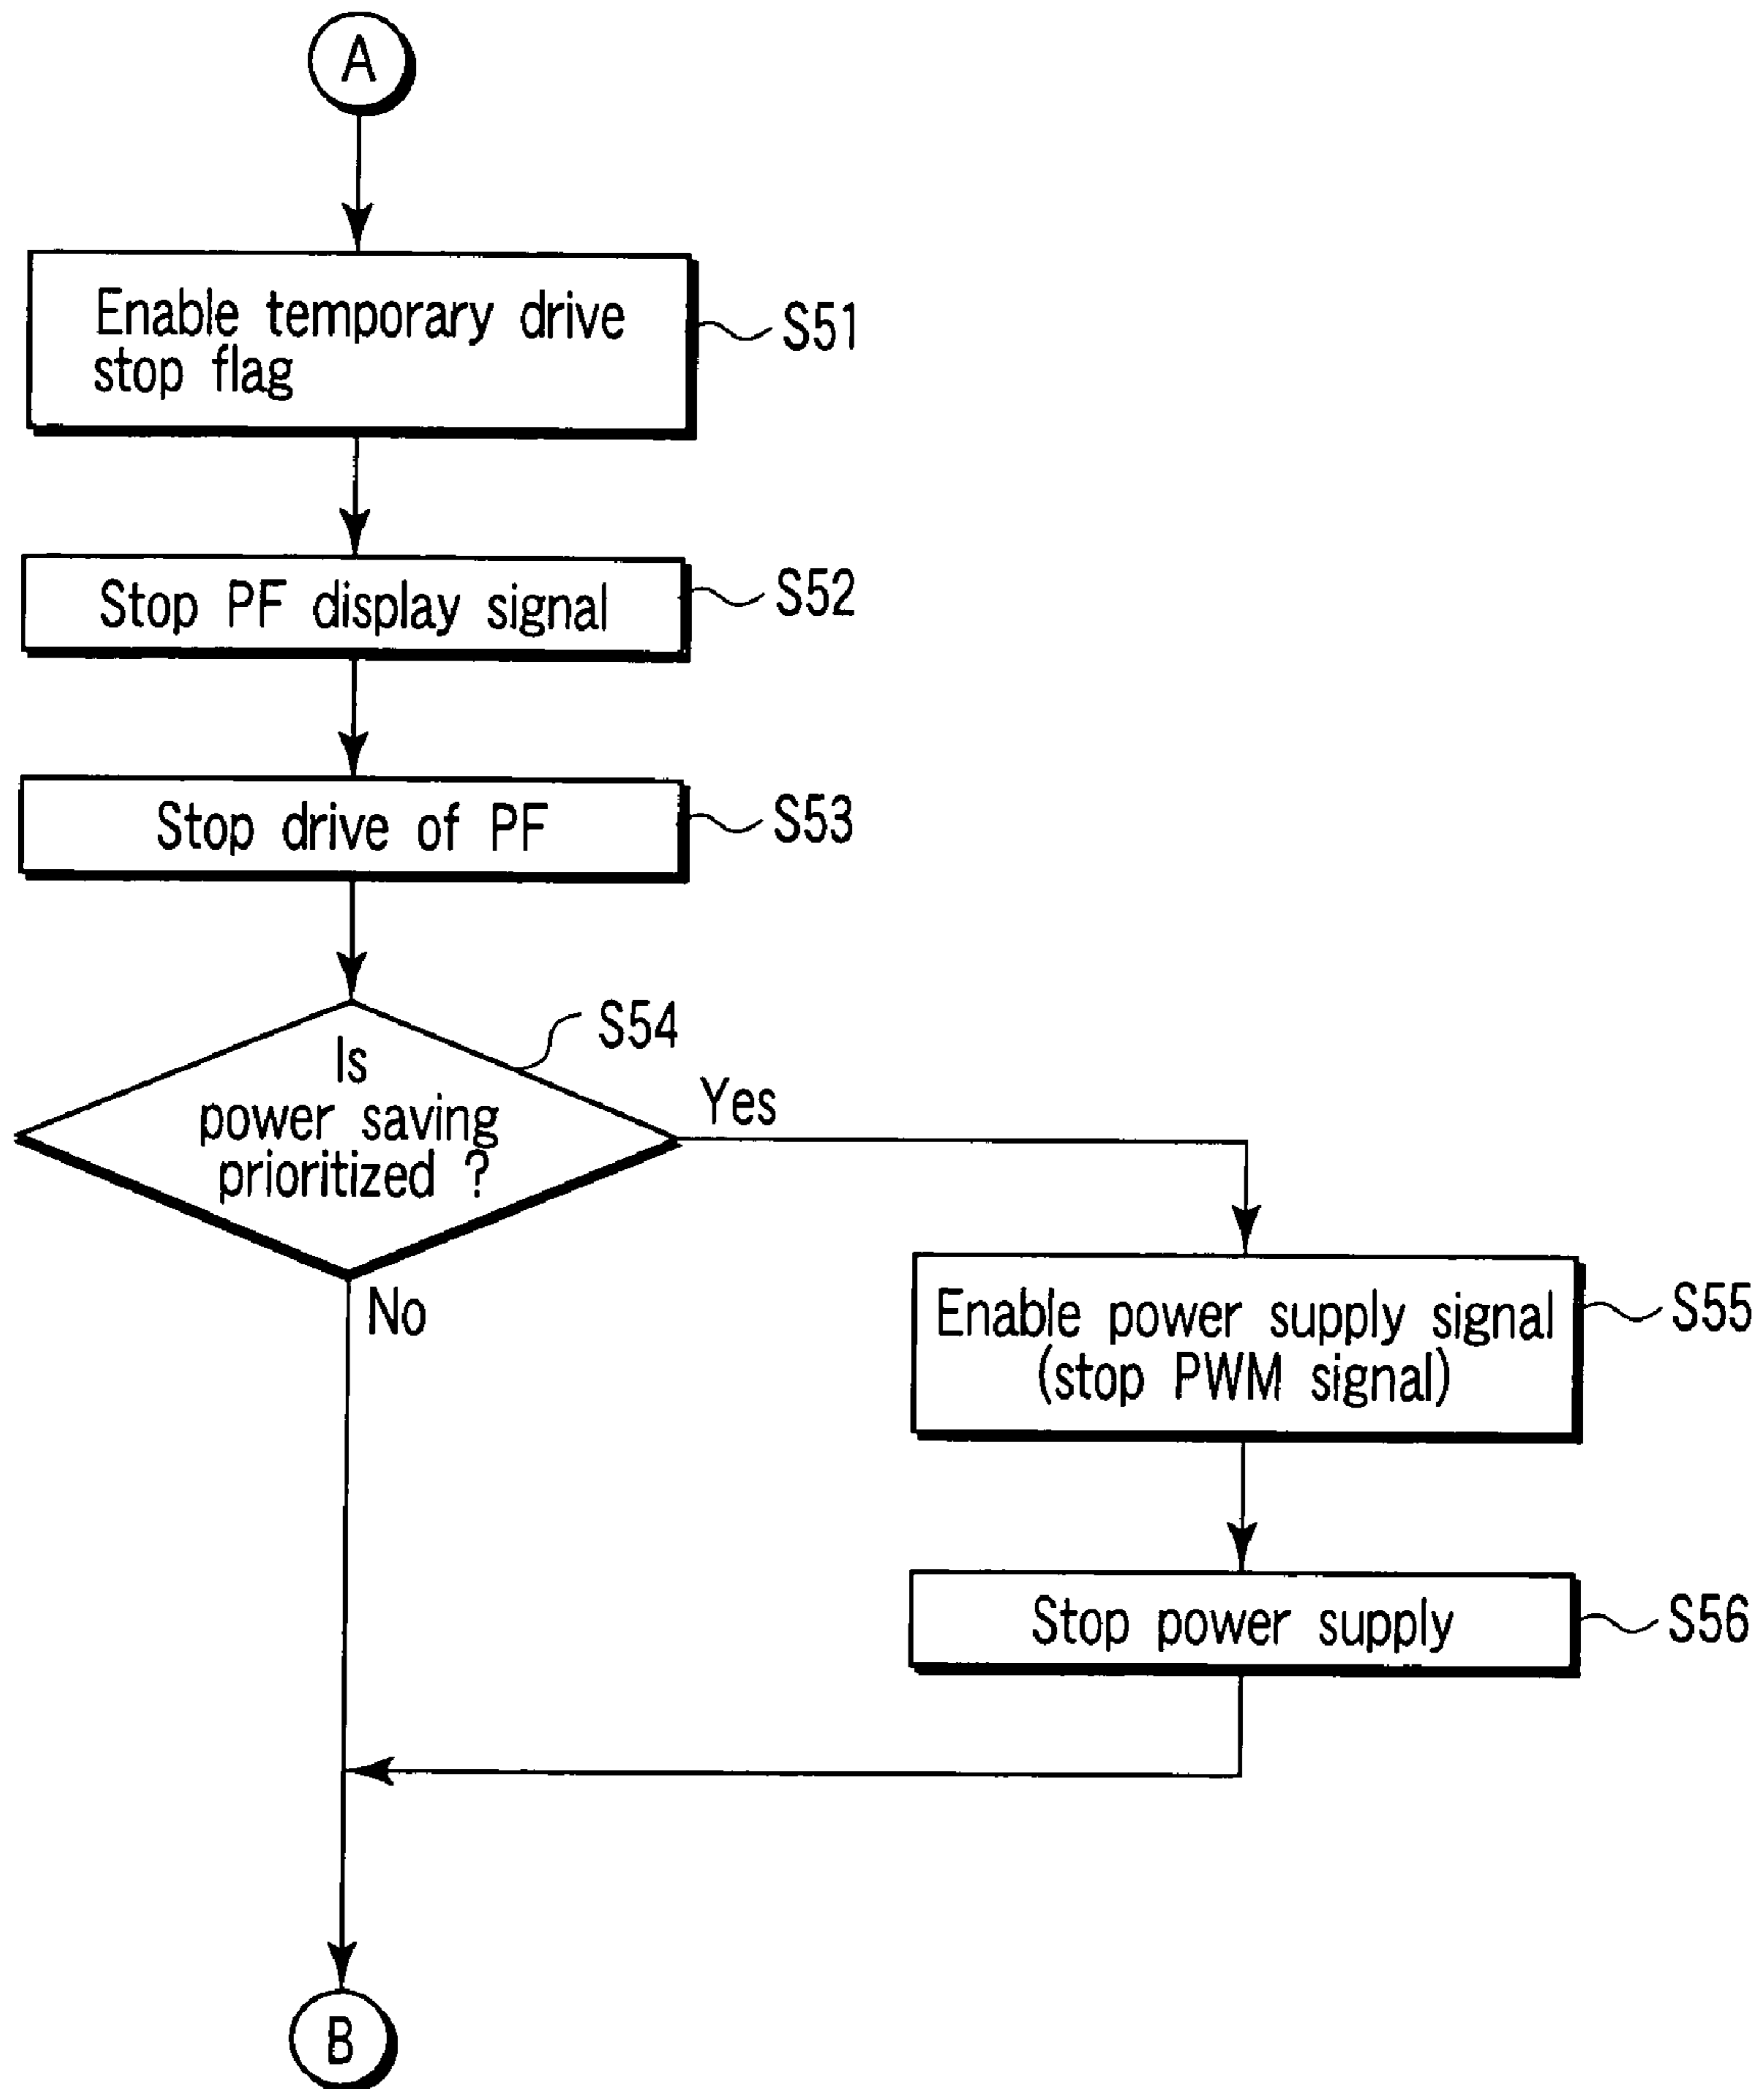 A
Enable temporary drive
stop flag
S51
Stop PF display signal
S52
Stop drive of PF
S53
Is
power saving
prioritized ?
S54
Yes
No
Enable power supply signal
(stop PWM signal)
S55
Stop power supply
S56
B